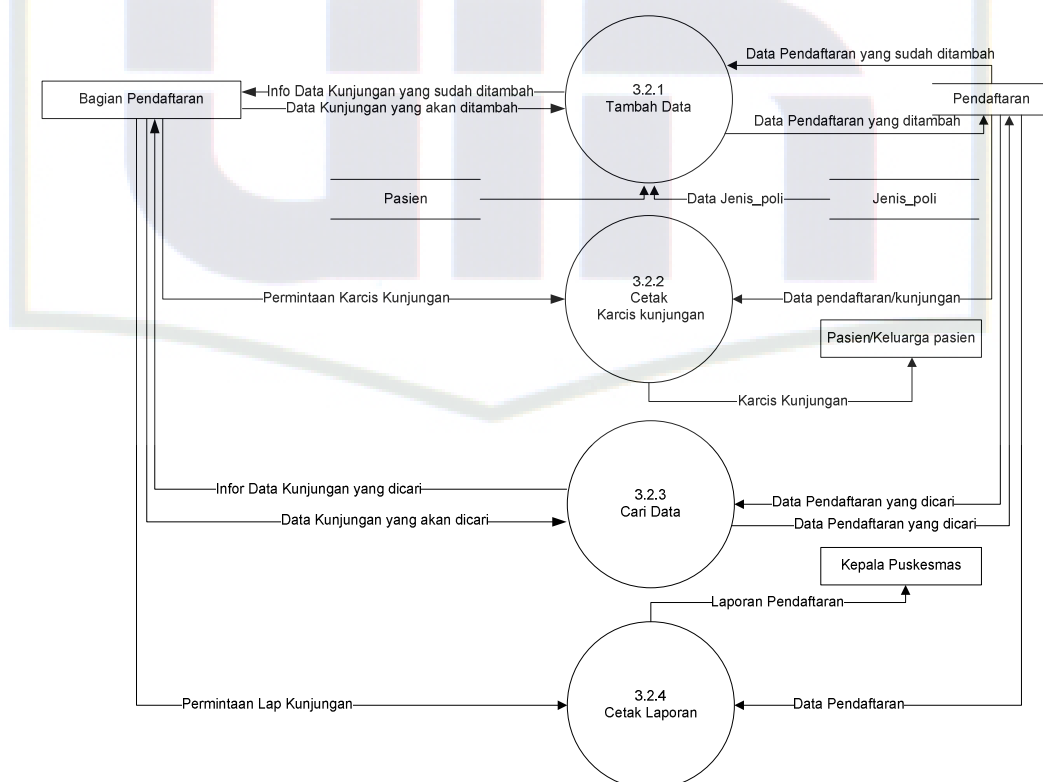 Data Pendaftaran yang sudah ditambah
Bagian Pendaftaran
Info Data Kunjungan yang sudah ditambah
Data Kunjungan yang akan ditambah
3.2.1
Tambah Data
Pendaftaran
Data Pendaftaran yang ditambah
Pasien
Data Jenis_poli
Jenis_poli
3.2.2
Cetak
Karcis kunjungan
Permintaan Karcis Kunjungan
Data pendaftaran/kunjungan
Pasien/Keluarga pasien
Karcis Kunjungan
Infor Data Kunjungan yang dicari
Data Kunjungan yang akan dicari
3.2.3
Cari Data
Data Pendaftaran yang dicari
Data Pendaftaran yang dicari
Kepala Puskesmas
Laporan Pendaftaran
Permintaan Lap Kunjungan
3.2.4
Cetak Laporan
Data Pendaftaran